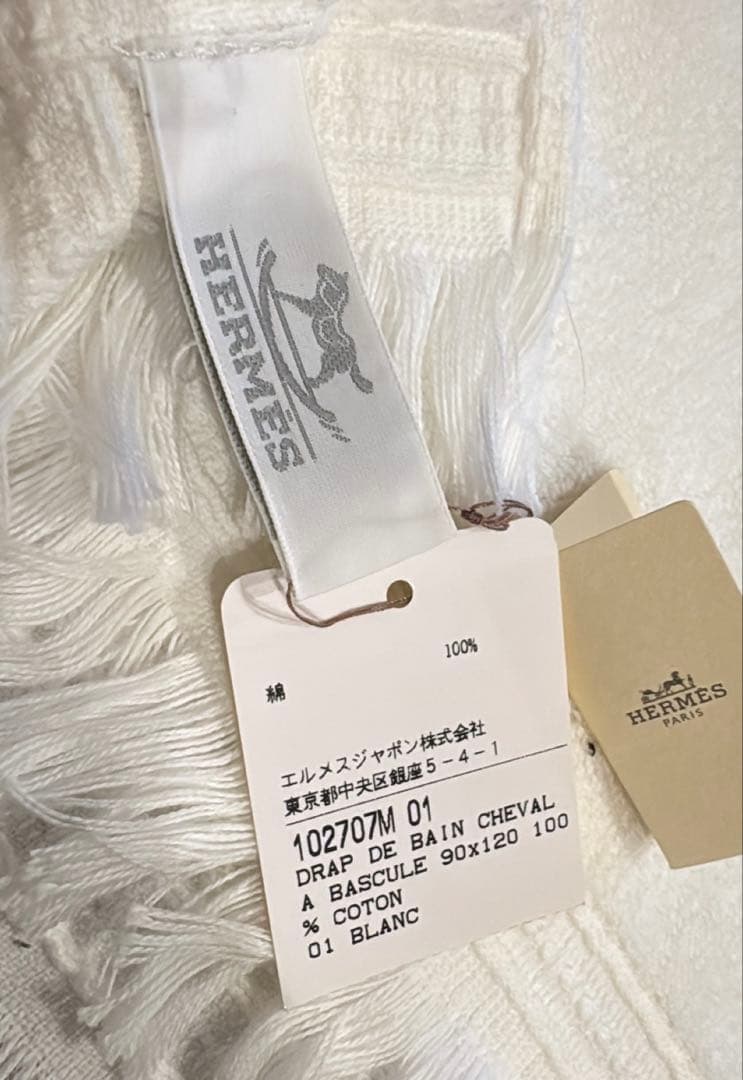 HERMES
綿 100%
エルメスジャポン株式会社
東京都中央区銀座5-4-1
102707M 01
DRAP DE BAIN CHEVAL
A BASCULE 90x120 100
% COTON
01 BLANC
HERMÈS
PARIS